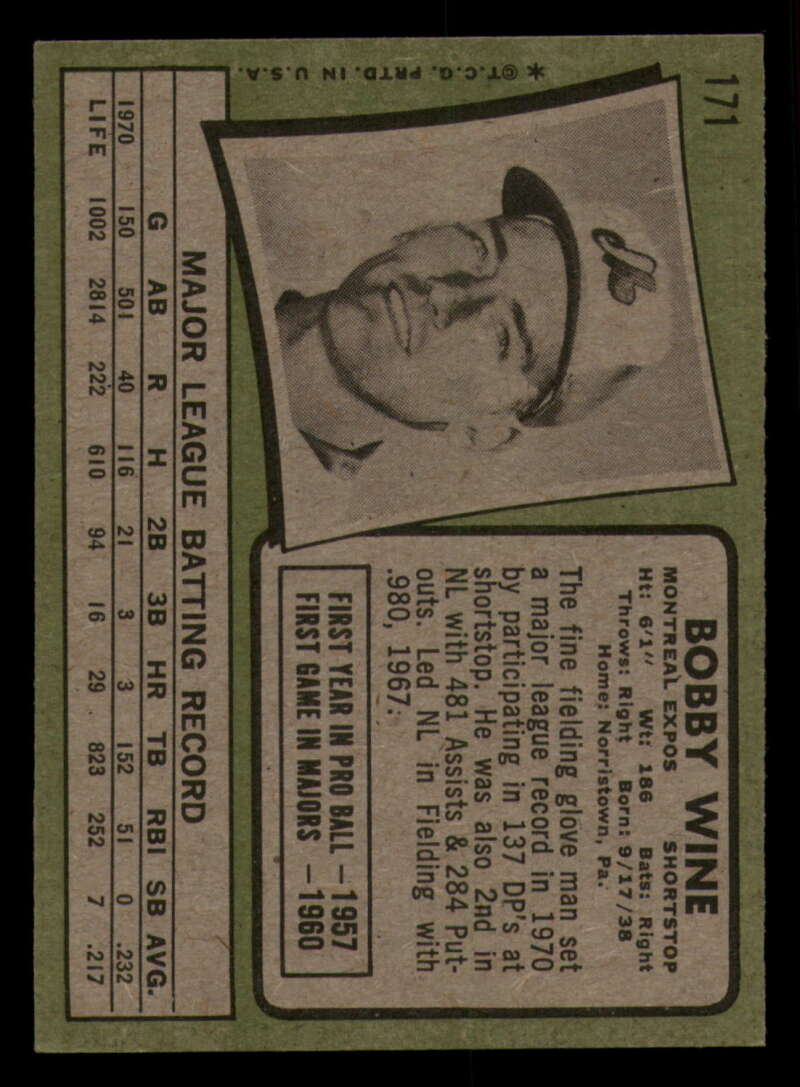 171
*©T.C.G. PRTD. IN U.S.A.
BOBBY WINE
MONTREAL EXPOS SHORTSTOP
Ht: 6'1" Wt: 186 Bats: Right
Throws: Right Born: 9/17/38
Home: Norristown, Pa.
The fine fielding glove man set
a major league record in 1970
by participating in 137 DP's at
shortstop. He was also 2nd in
NL with 481 Assists & 284 Put-
outs. Led NL in Fielding with
.980, 1967.
FIRST YEAR IN PRO BALL – 1957
FIRST GAME IN MAJORS – 1960
MAJOR LEAGUE BATTING RECORD
G AB R H 2B 3B HR TB RBI SB AVG.
1970 150 501 40 116 21 3 3 152 51 0 .232
LIFE 1002 2814 222 610 94 16 29 823 252 7 .217